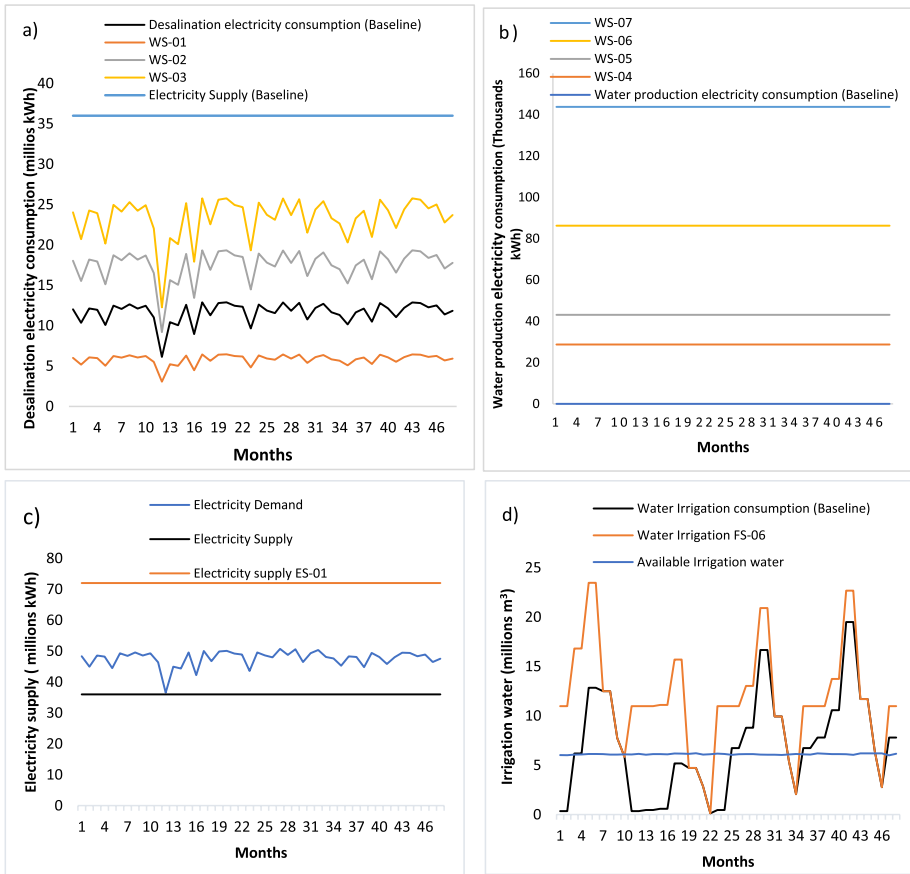 a)
Desalination electricity consumption (Baseline)
WS-01
WS-02
WS-03
Electricity Supply (Baseline)
Desalination electricity consumption (millios kWh)
40
35
30
25
20
15
10
5
0
1 4 7 10 13 16 19 22 25 28 31 34 37 40 43 46
Months
b)
WS-07
WS-06
WS-05
WS-04
Water production electricity consumption (Baseline)
Water production electricity consumption (Thousands
kWh)
160
140
120
100
80
60
40
20
0
1 4 7 10 13 16 19 22 25 28 31 34 37 40 43 46
Months
c)
Electricity Demand
Electricity Supply
Electricity supply ES-01
Electricity supply ( millions kWh)
80
70
60
50
40
30
20
10
0
1 4 7 10 13 16 19 22 25 28 31 34 37 40 43 46
Months
d)
Water Irrigation consumption (Baseline)
Water Irrigation FS-06
Available Irrigation water
Irrigation water (millions m³)
25
20
15
10
5
0
1 4 7 10 13 16 19 22 25 28 31 34 37 40 43 46
Months